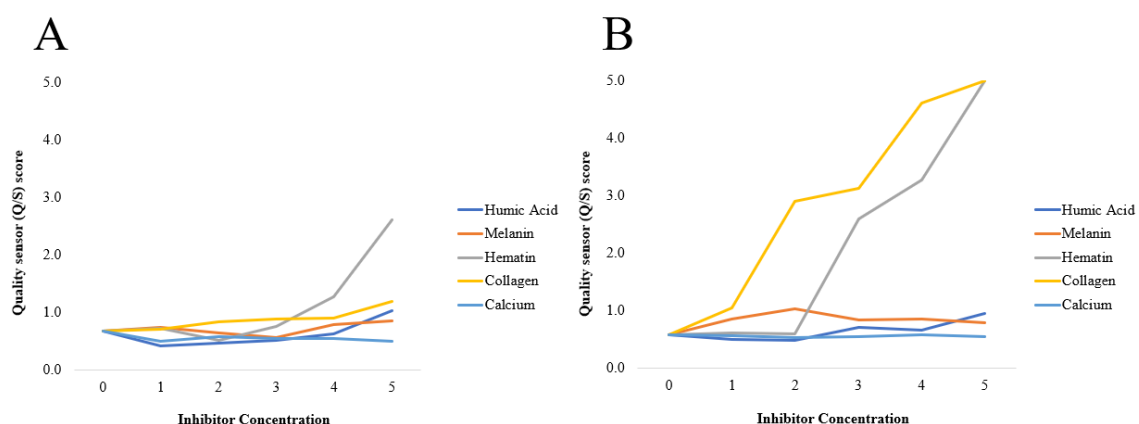 A
Quality sensor (Q/S) score
5.0
4.0
3.0
2.0
1.0
0.0
0 1 2 3 4 5
Inhibitor Concentration
Humic Acid
Melanin
Hematin
Collagen
Calcium
B
Quality sensor (Q/S) score
5.0
4.0
3.0
2.0
1.0
0.0
0 1 2 3 4 5
Inhibitor Concentration
Humic Acid
Melanin
Hematin
Collagen
Calcium